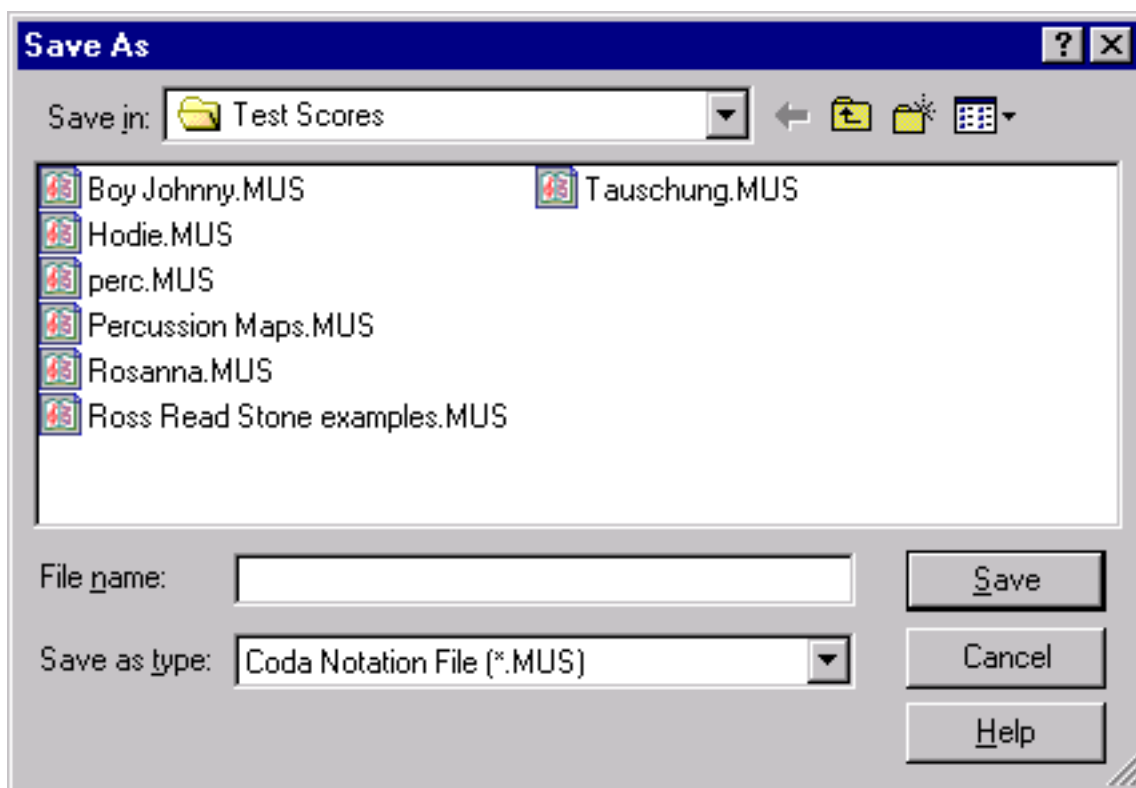 Save As
Save in: Test Scores
Boy Johnny.MUS
Hodie.MUS
perc.MUS
Percussion Maps.MUS
Rosanna.MUS
Ross Read Stone examples.MUS
Tauschung.MUS
File name:
Save
Save as type: Coda Notation File (*.MUS)
Cancel
Help